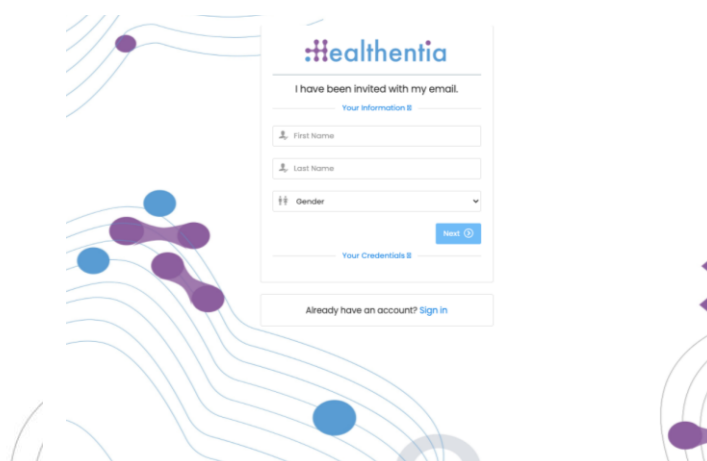 Healthentia
I have been invited with my email.
Your Information
First Name
Last Name
Gender
Next
Your Credentials
Already have an account? Sign in